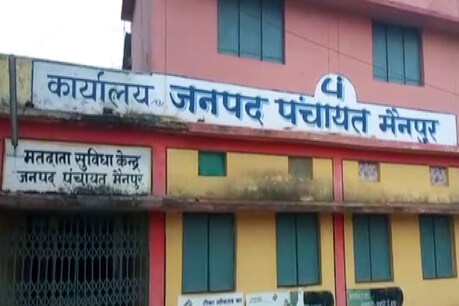 कार्यालय जनपद पंचायत मैनपुर
मतदाता सुविधा केन्द्र
जनपद पंचायत मैनपुर